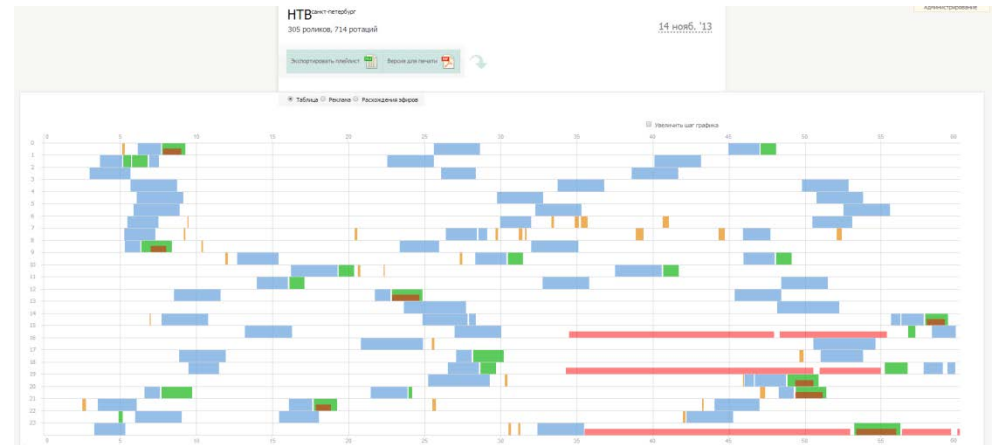 Администрирование
НТВ санкт-петербург
14 нояб. '13
305 роликов, 714 ротаций
Экспортировать плейлист
Версия для печати
Таблица Реклама Расхождения эфиров
Увеличить шаг графика
0 5 10 15 20 25 30 35 40 45 50 55 60
0
1
2
3
4
5
6
7
8
9
10
11
12
13
14
15
16
17
18
19
20
21
22
23
0 5 10 15 20 25 30 35 40 45 50 55 60